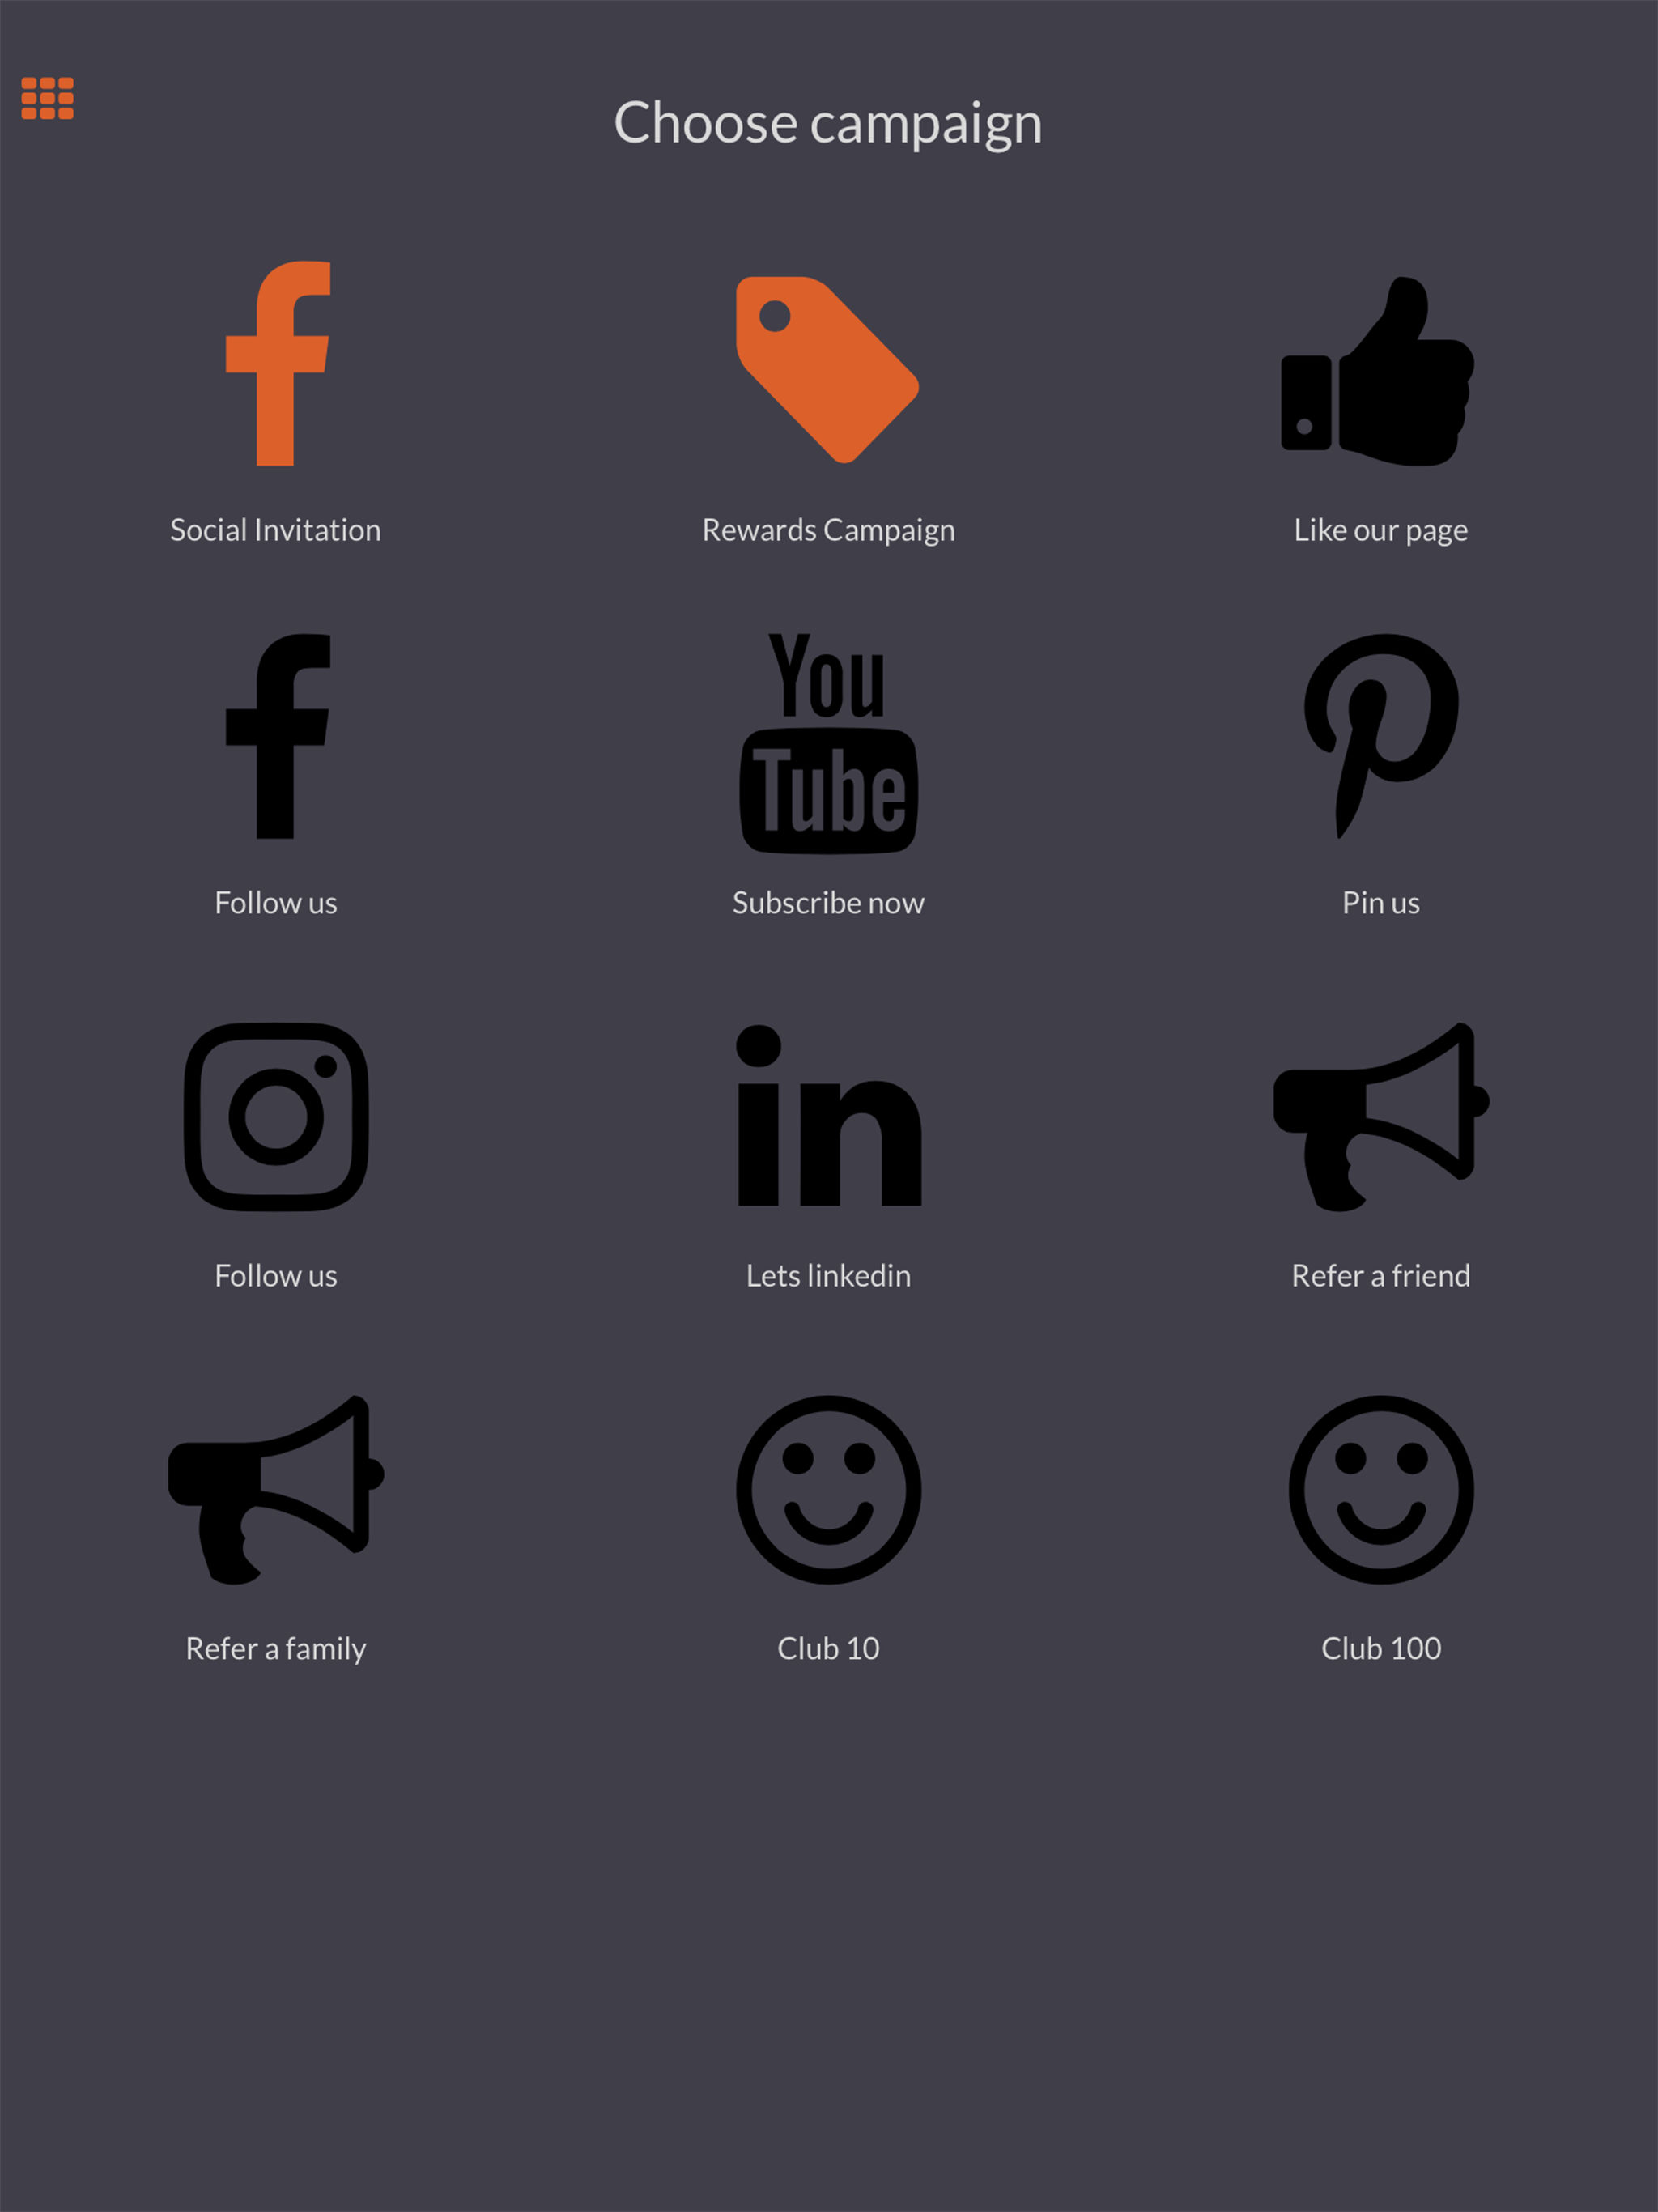 Choose campaign
Social Invitation
Rewards Campaign
Like our page
You
Tube
Follow us
Subscribe now
Pin us
in
Follow us
Lets linkedin
Refer a friend
Refer a family
Club 10
Club 100